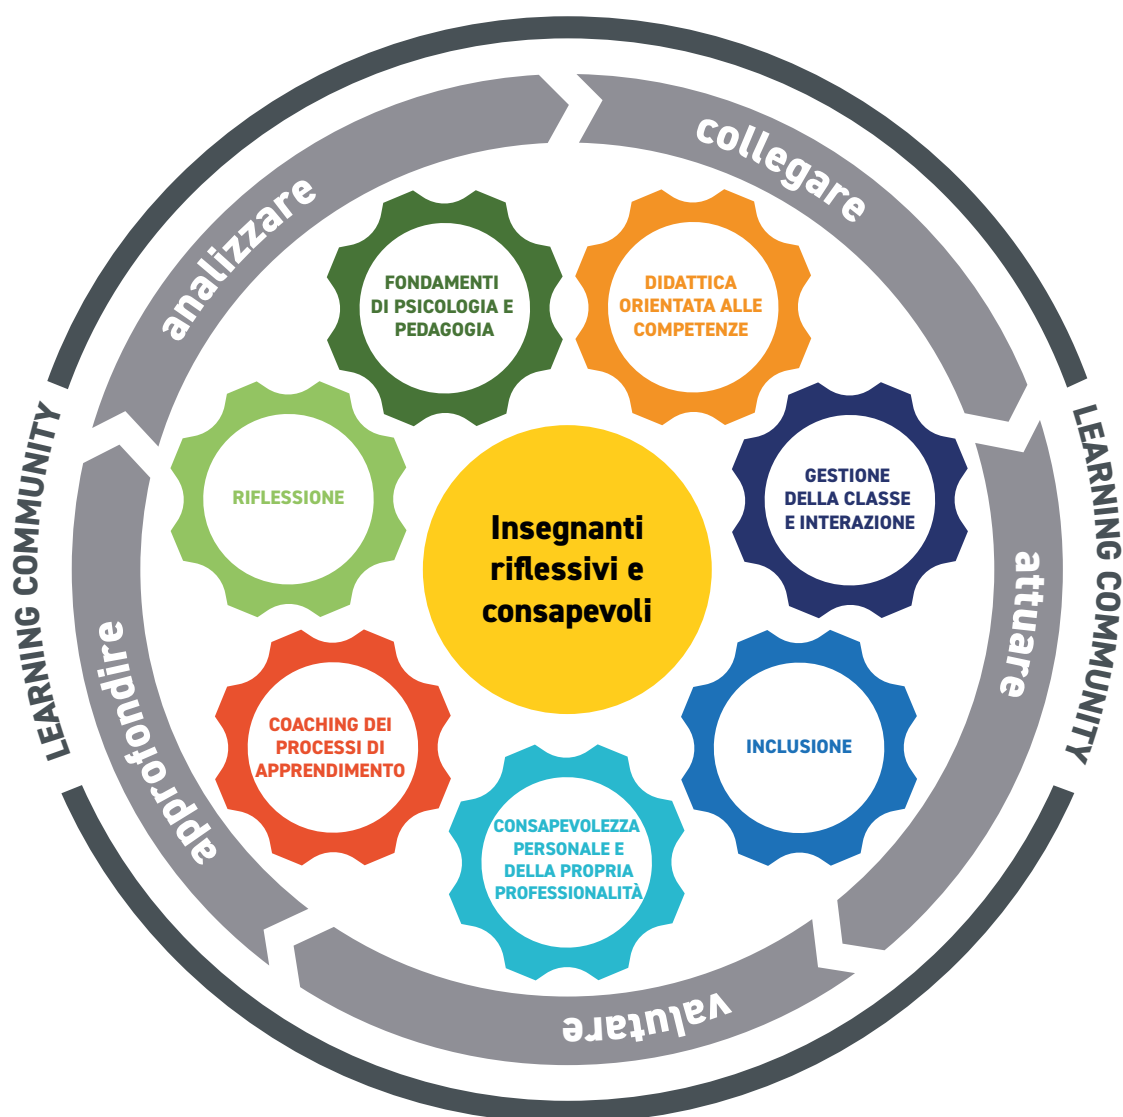 analizzare
collegare
attuare
valutare
approfondire
LEARNING COMMUNITY
LEARNING COMMUNITY
FONDAMENTI
DI PSICOLOGIA E
PEDAGOGIA
DIDATTICA
ORIENTATA ALLE
COMPETENZE
RIFLESSIONE
GESTIONE
DELLA CLASSE
E INTERAZIONE
Insegnanti
riflessivi e
consapevoli
COACHING DEI
PROCESSI DI
APPRENDIMENTO
INCLUSIONE
CONSAPEVOLEZZA
PERSONALE E
DELLA PROPRIA
PROFESSIONALITÀ